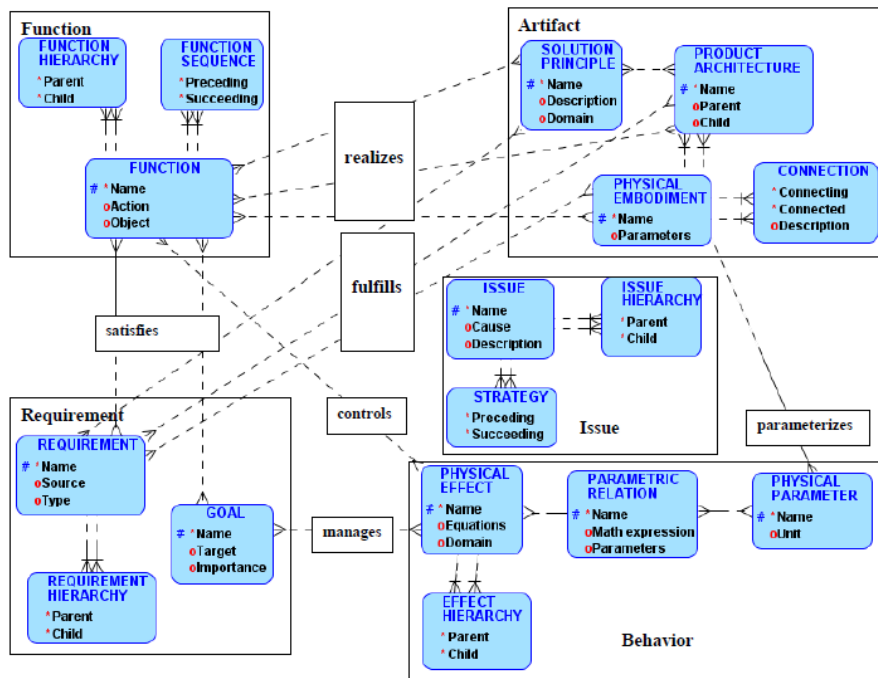 Function
FUNCTION
HIERARCHY
*Parent
*Child
FUNCTION
SEQUENCE
*Preceding
*Succeeding
FUNCTION
# *Name
oAction
oObject
realizes
fulfills
satisfies
controls
manages
parameterizes
Artifact
SOLUTION
PRINCIPLE
# *Name
oDescription
oDomain
PRODUCT
ARCHITECTURE
# *Name
oParent
oChild
PHYSICAL
EMBODIMENT
# *Name
oParameters
CONNECTION
*Connecting
*Connected
oDescription
ISSUE
# *Name
oCause
oDescription
ISSUE
HIERARCHY
*Parent
*Child
STRATEGY
*Preceding
*Succeeding
Issue
Requirement
REQUIREMENT
# *Name
oSource
oType
GOAL
# *Name
oTarget
oImportance
REQUIREMENT
HIERARCHY
*Parent
*Child
PHYSICAL
EFFECT
# *Name
oEquations
oDomain
PARAMETRIC
RELATION
# *Name
oMath expression
oParameters
PHYSICAL
PARAMETER
# *Name
oUnit
EFFECT
HIERARCHY
*Parent
*Child
Behavior